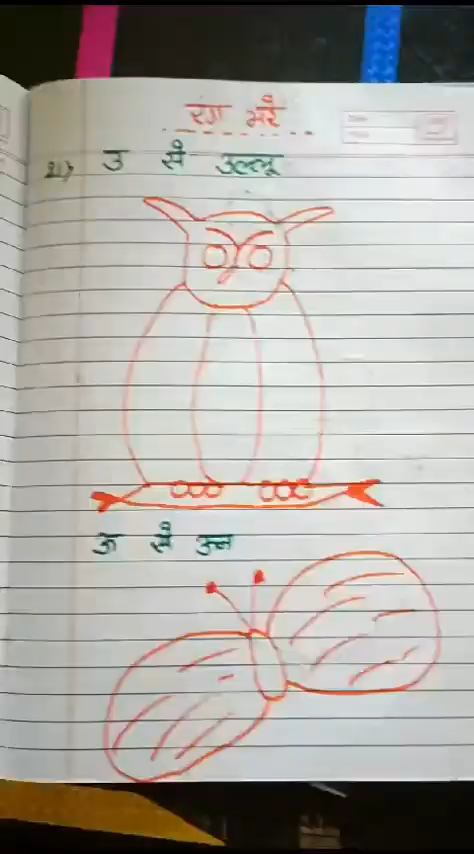 रंग भरें
उ से उल्लू
ऊ से ऊन